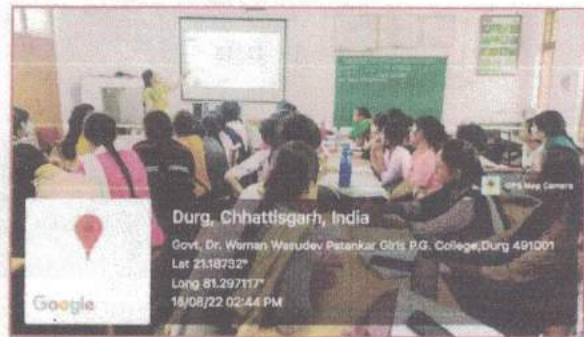 GPS Map Camera
Durg, Chhattisgarh, India
Govt. Dr. Waman Wasudev Patankar Girls P.G. College,Durg 491001
Lat 21.18732°
Long 81.297117°
16/08/22 02:44 PM
Google